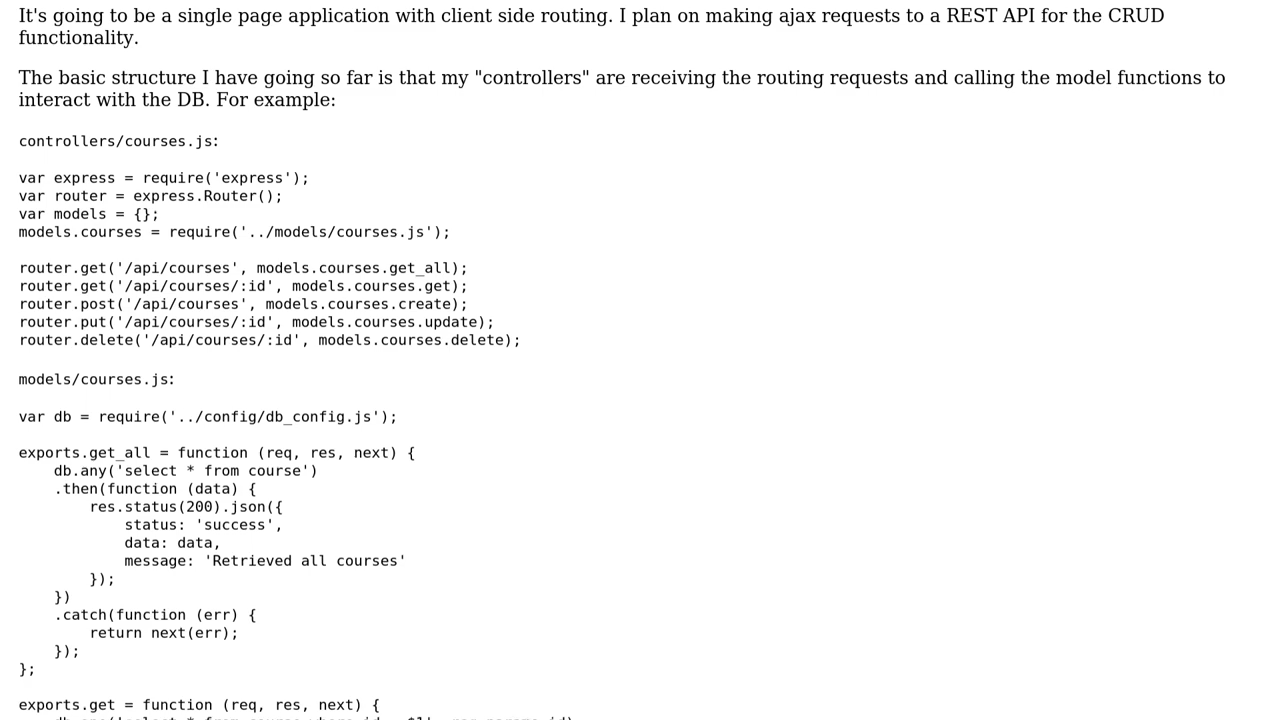 It's going to be a single page application with client side routing. I plan on making ajax requests to a REST API for the CRUD
functionality.
The basic structure I have going so far is that my "controllers" are receiving the routing requests and calling the model functions to
interact with the DB. For example:
controllers/courses.js:
var express = require('express');
var router = express.Router();
var models = {};
models.courses = require('../models/courses.js');
router.get('/api/courses', models.courses.get_all);
router.get('/api/courses/:id', models.courses.get);
router.post('/api/courses', models.courses.create);
router.put('/api/courses/:id', models.courses.update);
router.delete('/api/courses/:id', models.courses.delete);
models/courses.js:
var db = require('../config/db_config.js');
exports.get_all = function (req, res, next) {
    db.any('select * from course')
    .then(function (data) {
        res.status(200).json({
            status: 'success',
            data: data,
            message: 'Retrieved all courses'
        });
    })
    .catch(function (err) {
        return next(err);
    });
};
exports.get = function (req, res, next) {